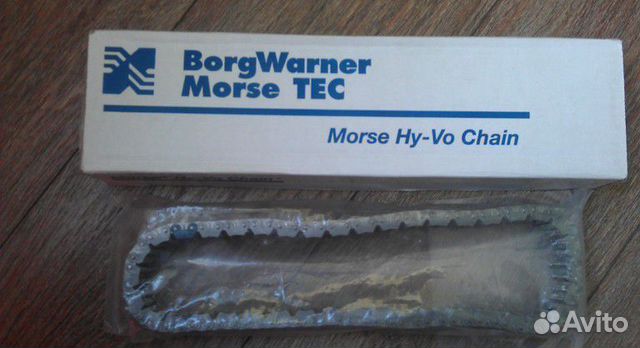 BorgWarner
Morse TEC
Morse Hy-Vo Chain
Avito